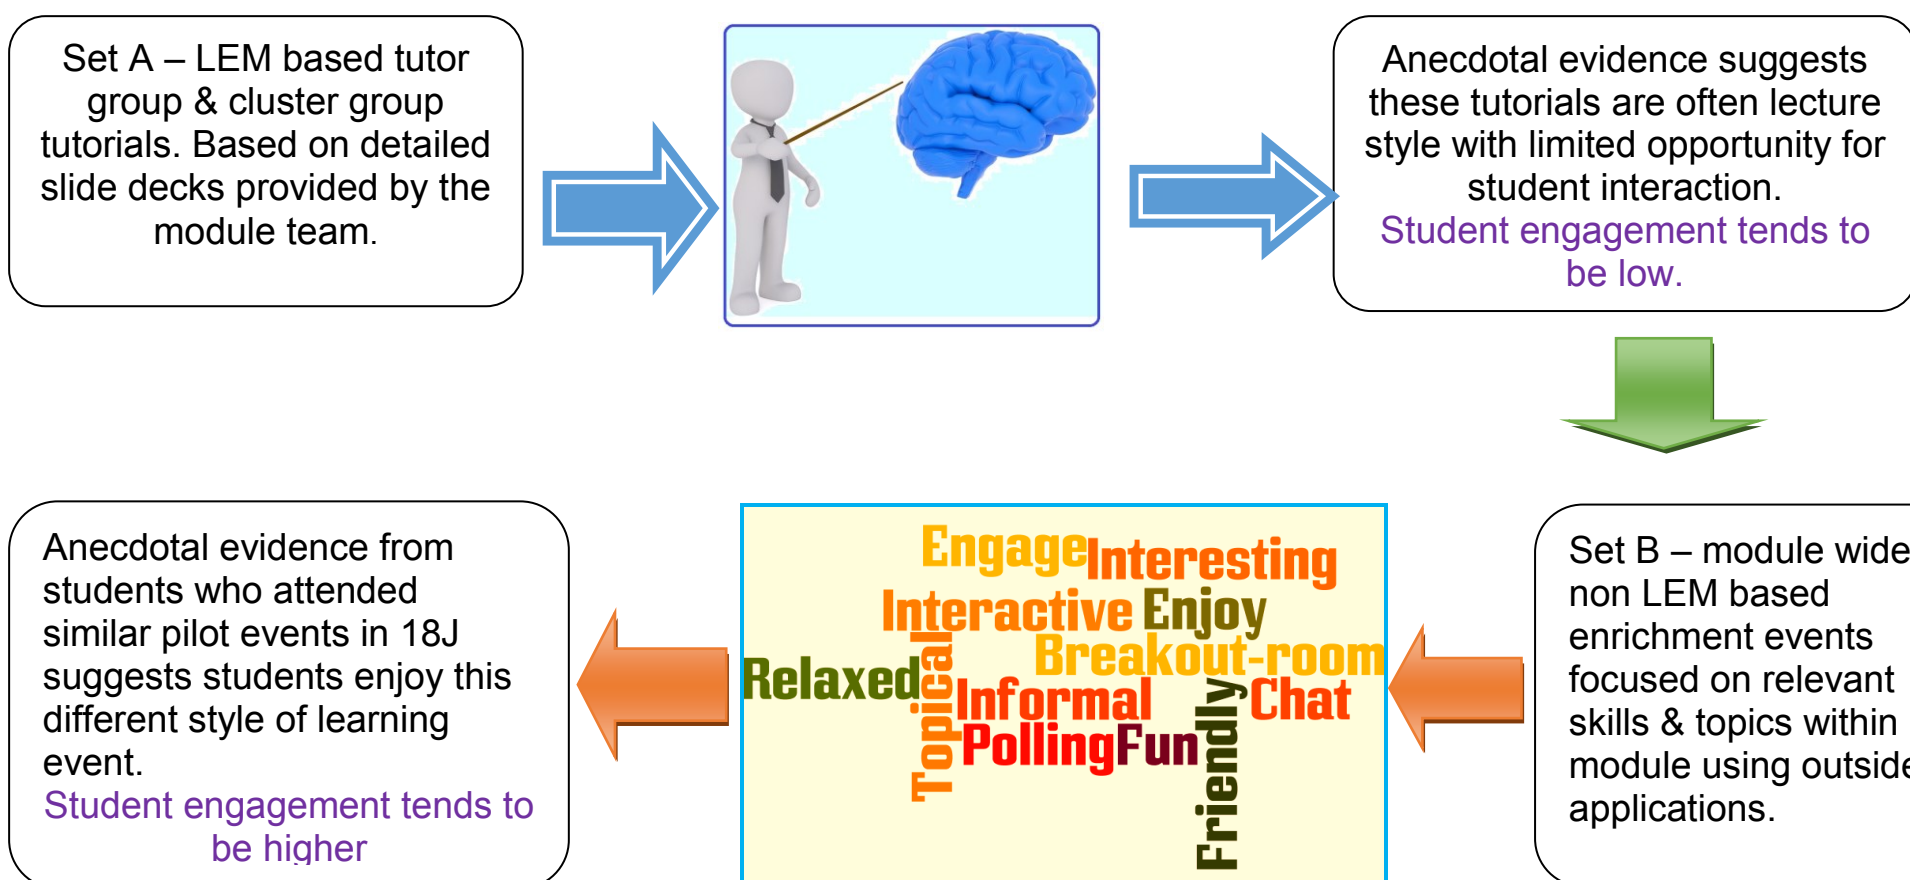 Set A – LEM based tutor
group & cluster group
tutorials. Based on detailed
slide decks provided by the
module team.
Anecdotal evidence suggests
these tutorials are often lecture
style with limited opportunity for
student interaction.
Student engagement tends to
be low.
Anecdotal evidence from
students who attended
similar pilot events in 18J
suggests students enjoy this
different style of learning
event.
Student engagement tends to
be higher
Engage Interesting
Interactive Enjoy
Breakout-room
Relaxed
Topical
Informal
Chat
Polling Fun
Friendly
Set B – module wide
non LEM based
enrichment events
focused on relevant
skills & topics within
module using outside
applications.